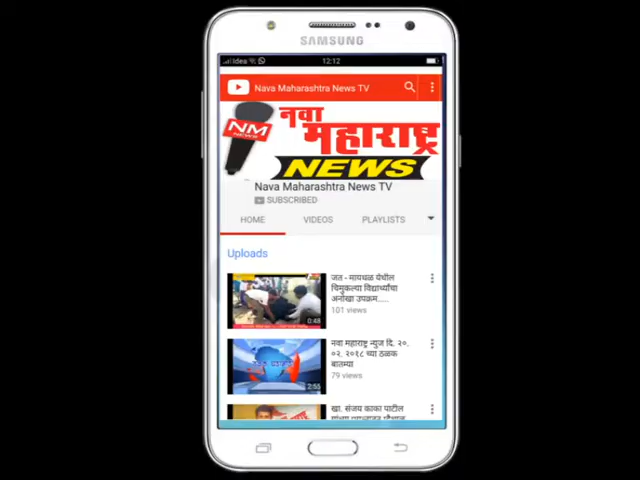 SAMSUNG
Idea
12:12
Nava Maharashtra News TV
NM
NEWS
नवा
महाराष्ट्र
NEWS
Nava Maharashtra News TV
SUBSCRIBED
HOME VIDEOS PLAYLISTS
Uploads
जत - मायथळ येथील
चिमुकल्या विद्यार्थ्यांचा
अनोखा उपक्रम.....
101 views
0:48
नवा महाराष्ट्र न्युज दि. २०.
०२. २०१८ च्या ठळक
बातम्या
79 views
2:55
खा. संजय काका पाटील